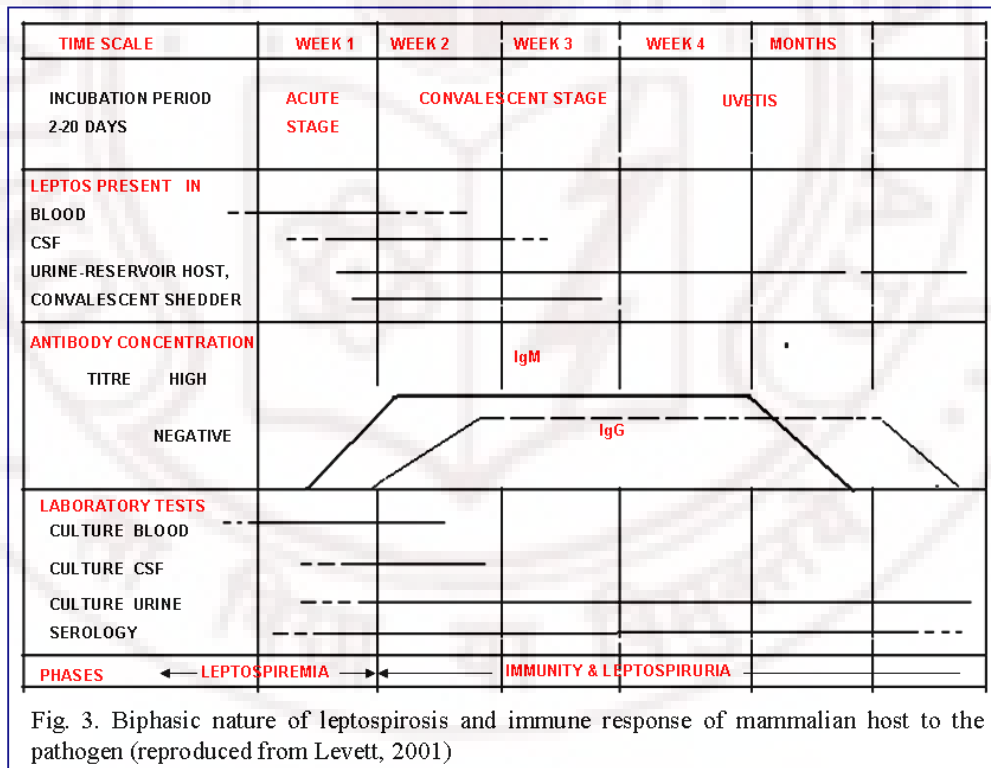 TIME SCALE WEEK 1 WEEK 2 WEEK 3 WEEK 4 MONTHS
INCUBATION PERIOD ACUTE CONVALESCENT STAGE UVETIS
2-20 DAYS STAGE
LEPTOS PRESENT IN
BLOOD
CSF
URINE-RESERVOIR HOST,
CONVALESCENT SHEDDER
ANTIBODY CONCENTRATION
IgM
TITRE HIGH
NEGATIVE IgG
LABORATORY TESTS
CULTURE BLOOD
CULTURE CSF
CULTURE URINE
SEROLOGY
PHASES LEPTOSPIREMIA IMMUNITY & LEPTOSPIRURIA
Fig. 3. Biphasic nature of leptospirosis and immune response of mammalian host to the
pathogen (reproduced from Levett, 2001)